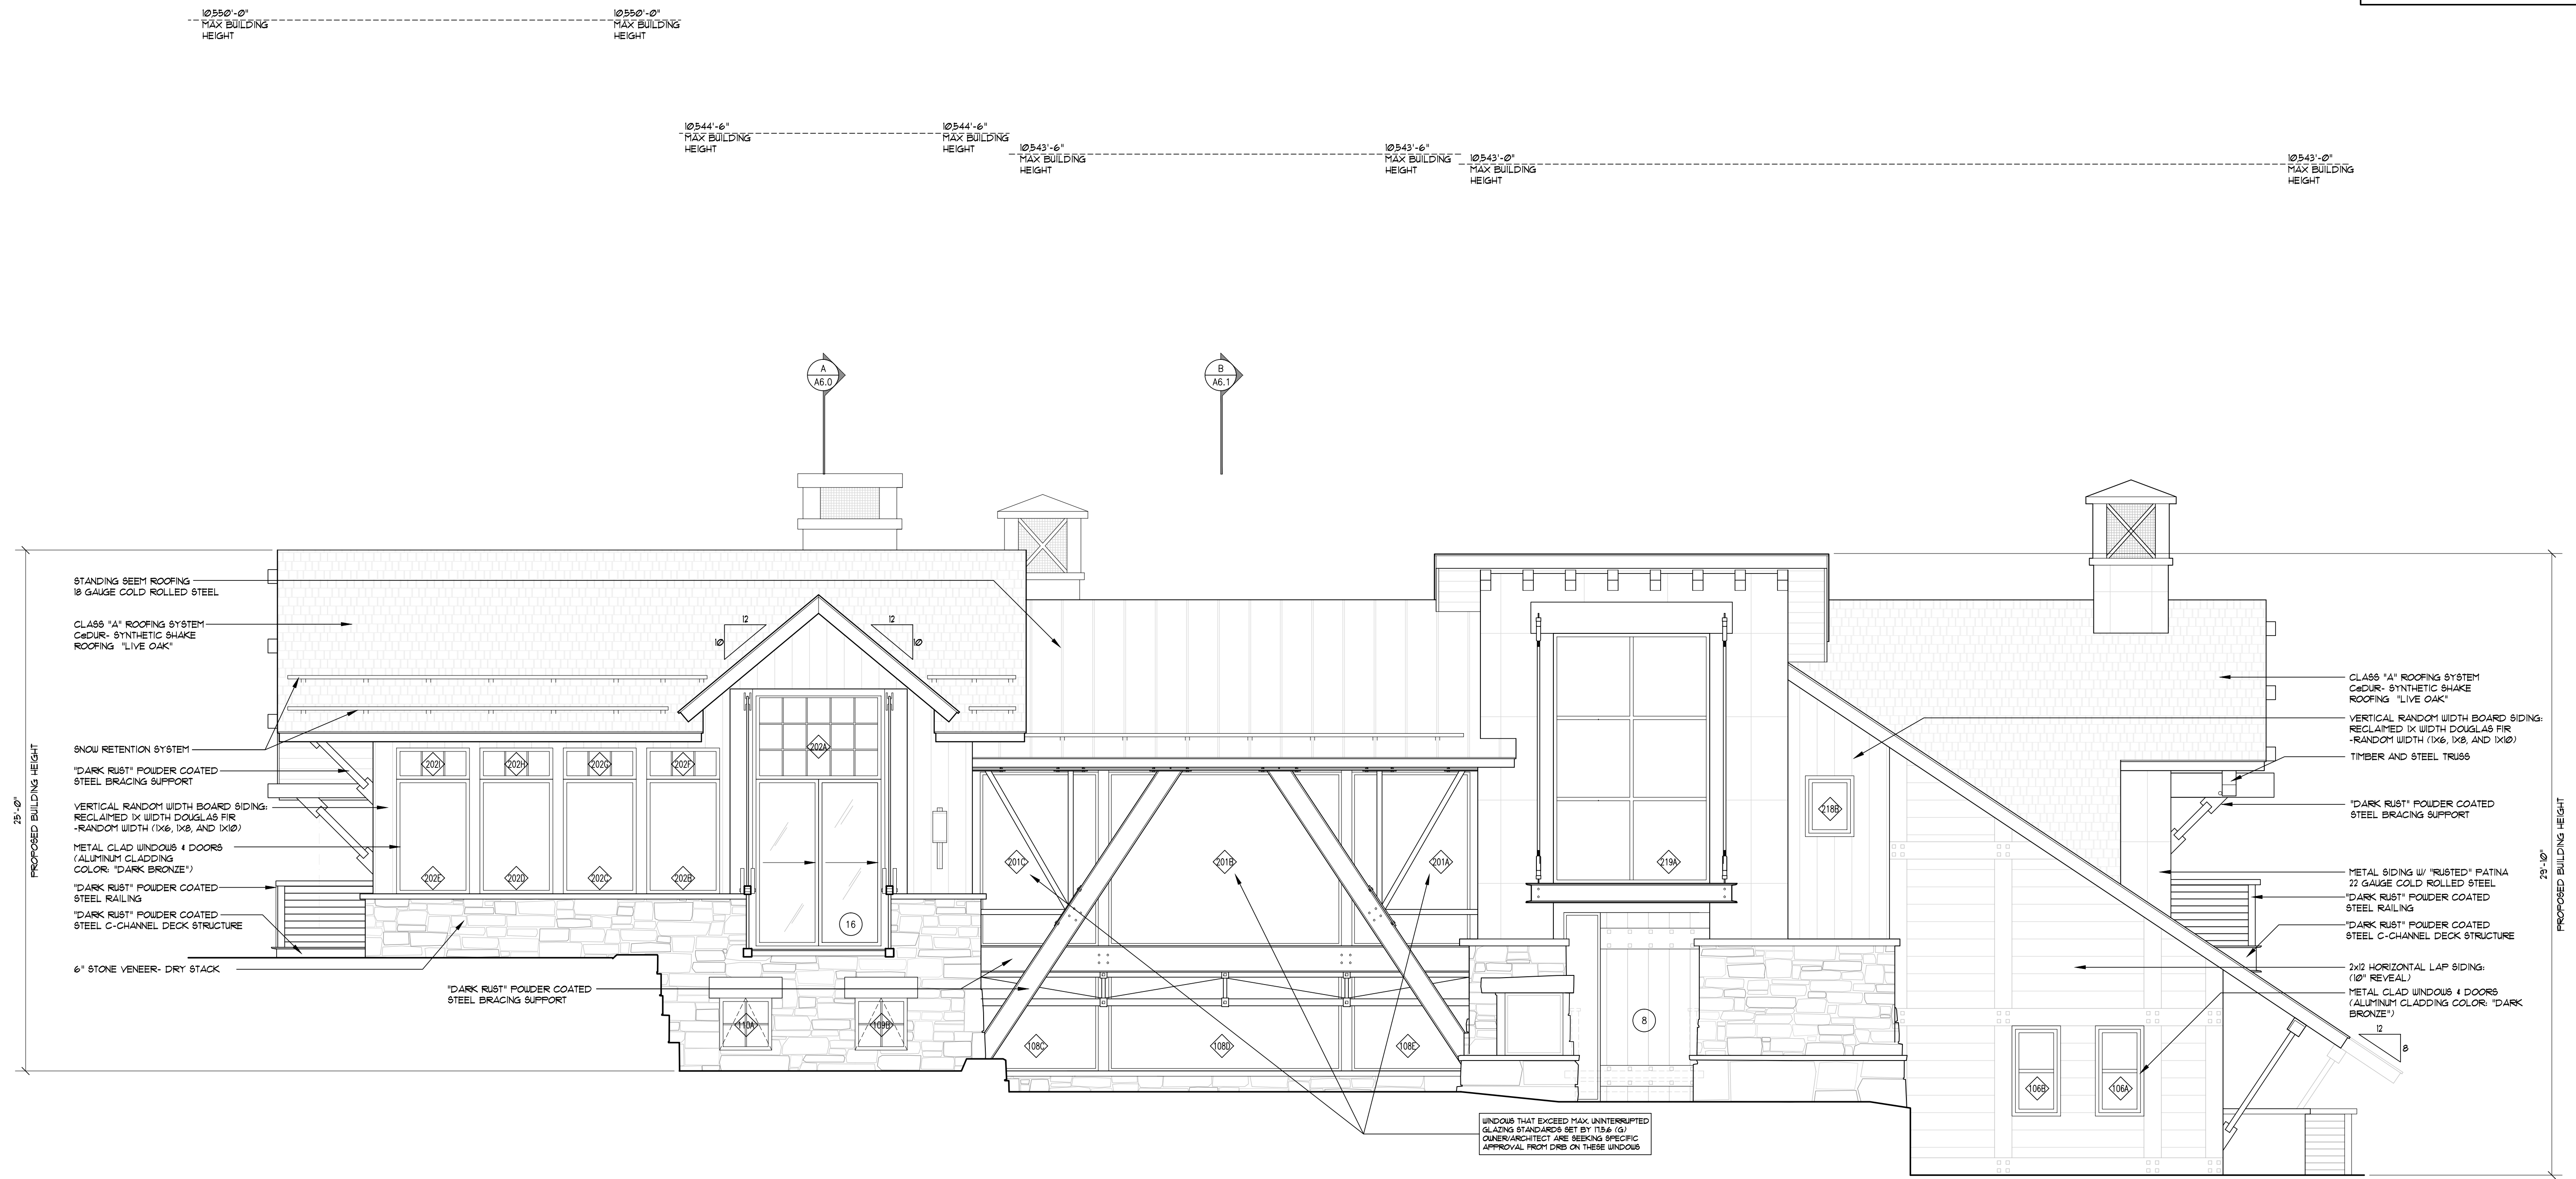 10,550'-0"
MAX BUILDING
HEIGHT
10,550'-0"
MAX BUILDING
HEIGHT
10,544'-6"
MAX BUILDING
HEIGHT
10,544'-6"
MAX BUILDING
HEIGHT
10,543'-6"
MAX BUILDING
HEIGHT
10,543'-6"
MAX BUILDING
HEIGHT
10,543'-0"
MAX BUILDING
HEIGHT
10,543'-0"
MAX BUILDING
HEIGHT
A
A6.0
B
A6.1
25'-0"
PROPOSED BUILDING HEIGHT
STANDING SEEM ROOFING
18 GAUGE COLD ROLLED STEEL
CLASS "A" ROOFING SYSTEM
CeDUR- SYNTHETIC SHAKE
ROOFING "LIVE OAK"
SNOW RETENTION SYSTEM
"DARK RUST" POWDER COATED
STEEL BRACING SUPPORT
VERTICAL RANDOM WIDTH BOARD SIDING:
RECLAIMED 1X WIDTH DOUGLAS FIR
-RANDOM WIDTH (1X6, 1X8, AND 1X10)
METAL CLAD WINDOWS & DOORS
(ALUMINUM CLADDING
COLOR: "DARK BRONZE")
"DARK RUST" POWDER COATED
STEEL RAILING
"DARK RUST" POWDER COATED
STEEL C-CHANNEL DECK STRUCTURE
6" STONE VENEER- DRY STACK
"DARK RUST" POWDER COATED
STEEL BRACING SUPPORT
12
10
12
10
202I
202H
202G
202F
202A
202E
202D
202C
202B
16
110A
109B
201C
201B
201A
108C
108D
108E
219A
218B
8
106B
106A
WINDOWS THAT EXCEED MAX. UNINTERRUPTED
GLAZING STANDARDS SET BY 17.5.6 (G)
OWNER/ARCHITECT ARE SEEKING SPECIFIC
APPROVAL FROM DRB ON THESE WINDOWS
CLASS "A" ROOFING SYSTEM
CeDUR- SYNTHETIC SHAKE
ROOFING "LIVE OAK"
VERTICAL RANDOM WIDTH BOARD SIDING:
RECLAIMED 1X WIDTH DOUGLAS FIR
-RANDOM WIDTH (1X6, 1X8, AND 1X10)
TIMBER AND STEEL TRUSS
"DARK RUST" POWDER COATED
STEEL BRACING SUPPORT
METAL SIDING W/ "RUSTED" PATINA
22 GAUGE COLD ROLLED STEEL
"DARK RUST" POWDER COATED
STEEL RAILING
"DARK RUST" POWDER COATED
STEEL C-CHANNEL DECK STRUCTURE
2x12 HORIZONTAL LAP SIDING:
(10" REVEAL)
METAL CLAD WINDOWS & DOORS
(ALUMINUM CLADDING COLOR: "DARK
BRONZE")
12
8
29'-10"
PROPOSED BUILDING HEIGHT